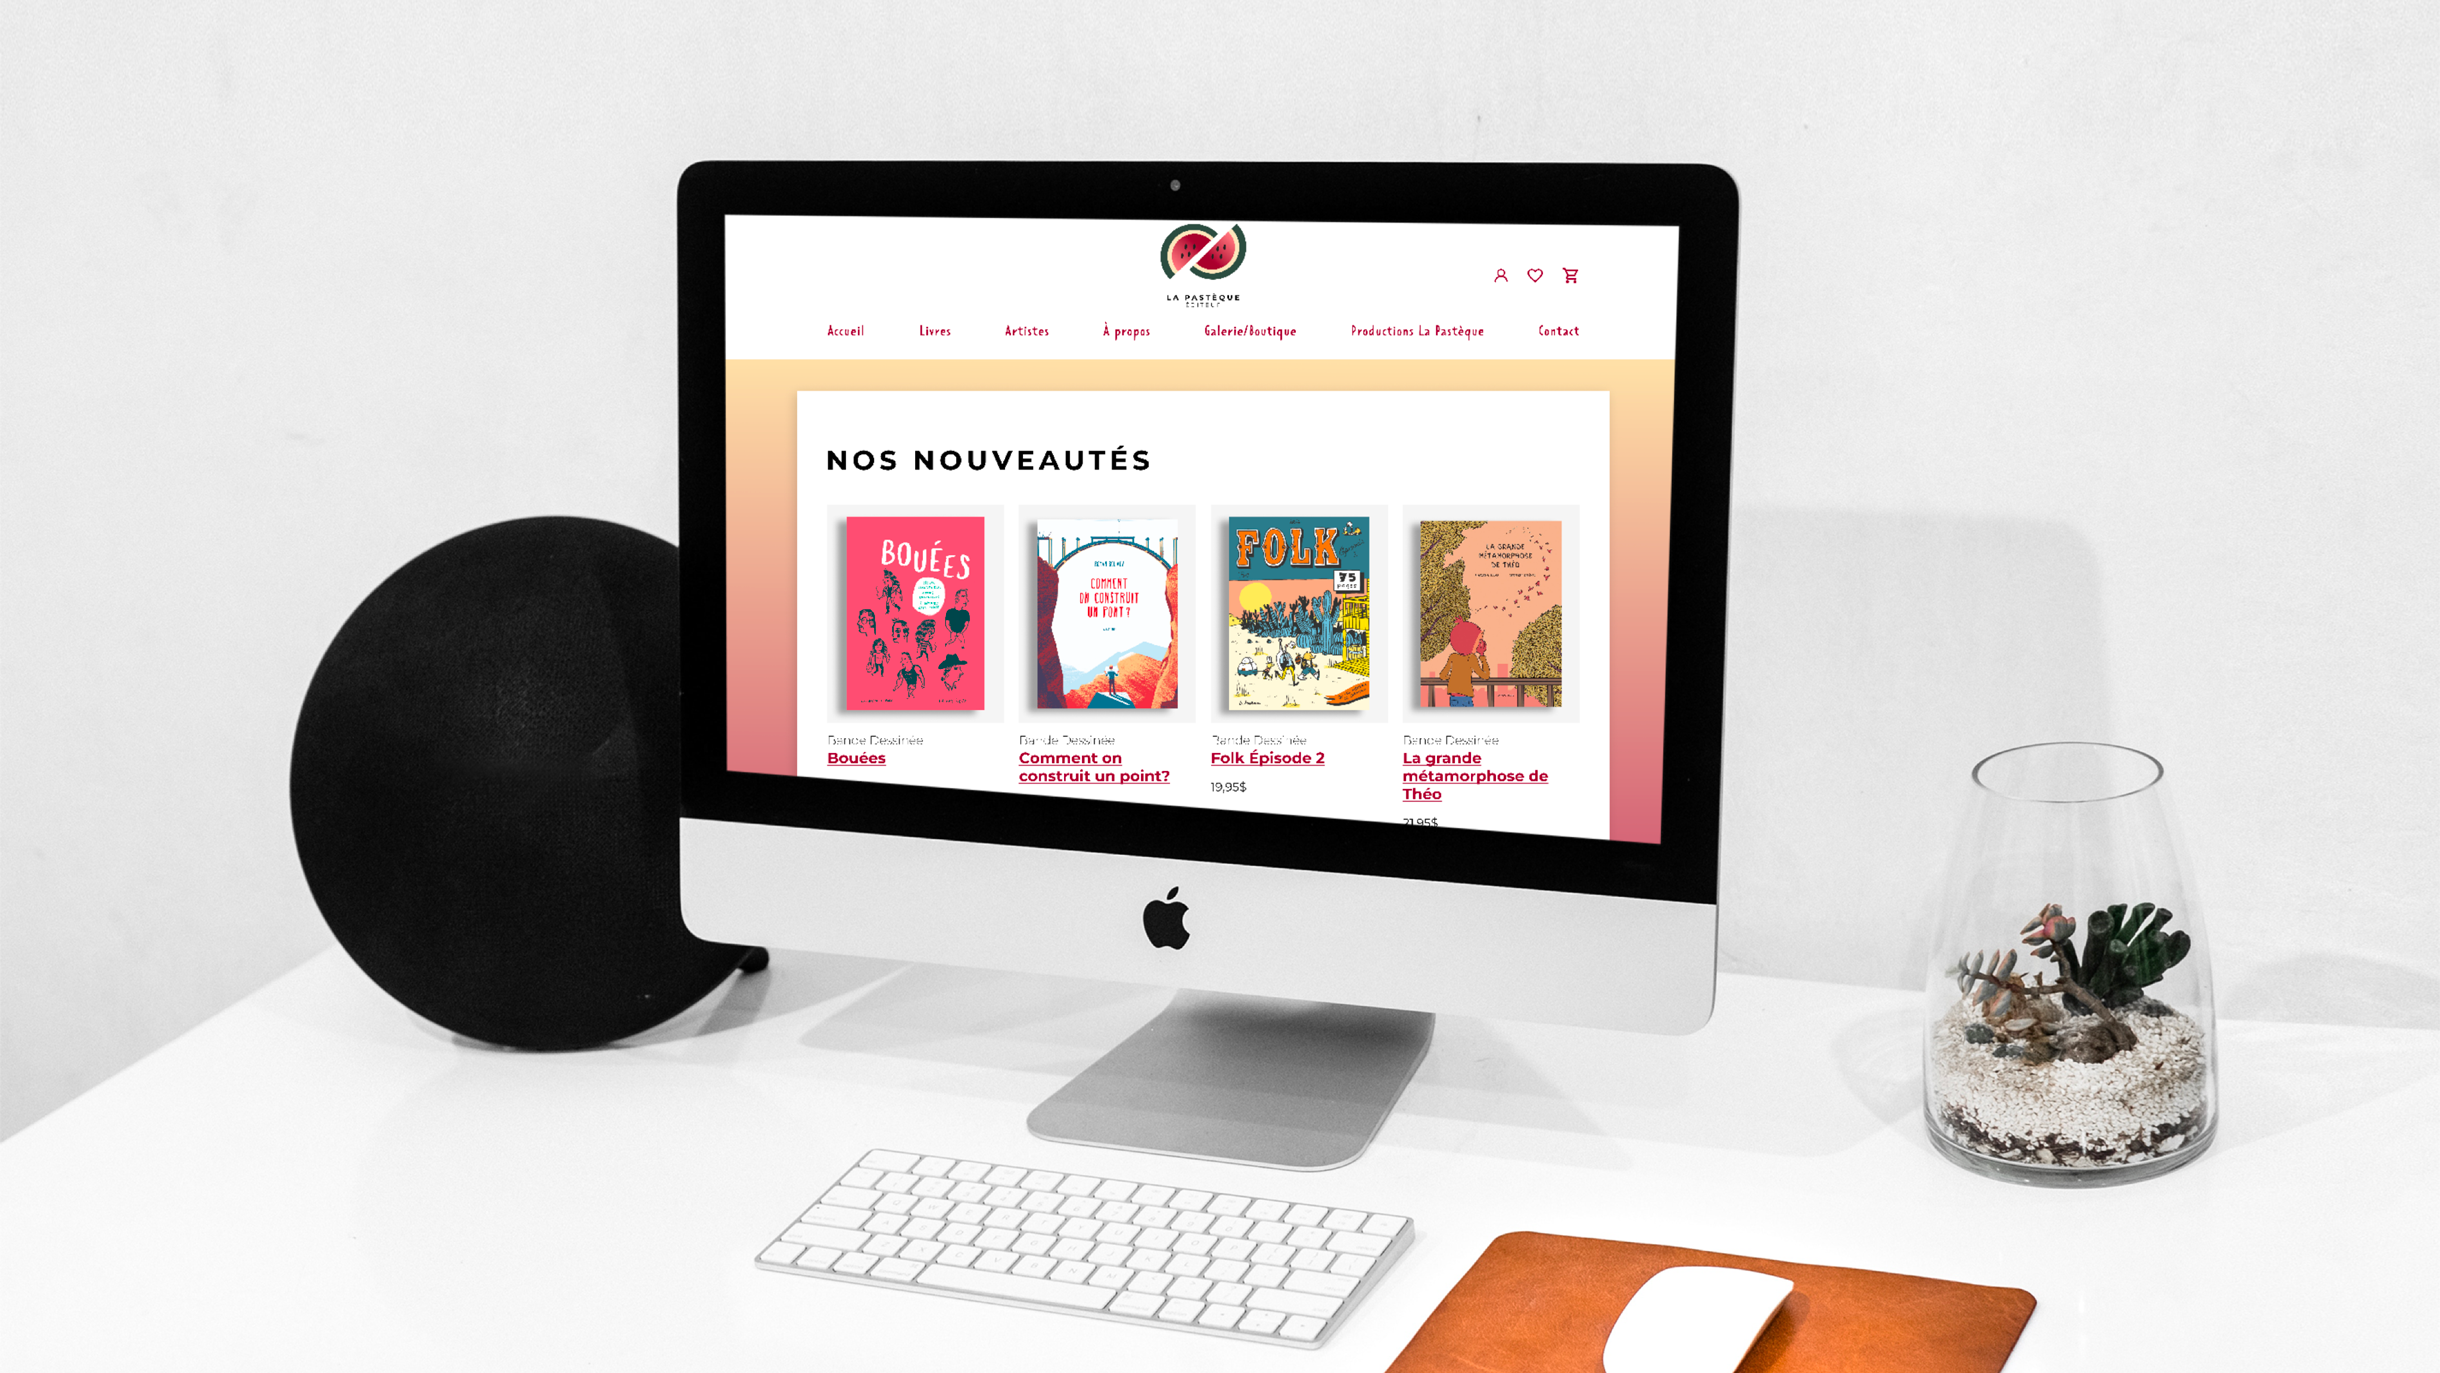 LA PASTÈQUE
ÉDITEUR
Accueil Livres Artistes À propos Galerie/Boutique Productions La Pastèque Contact
NOS NOUVEAUTÉS
BOUÉES
COMMENT
ON CONSTRUIT
UN PONT?
FOLK
75
PAGES
LA GRANDE
MÉTAMORPHOSE
DE THÉO
Bande Dessinée
Bouées
Bande Dessinée
Comment on
construit un point?
Bande Dessinée
Folk Épisode 2
19,95$
Bande Dessinée
La grande
métamorphose de
Théo
21,95$